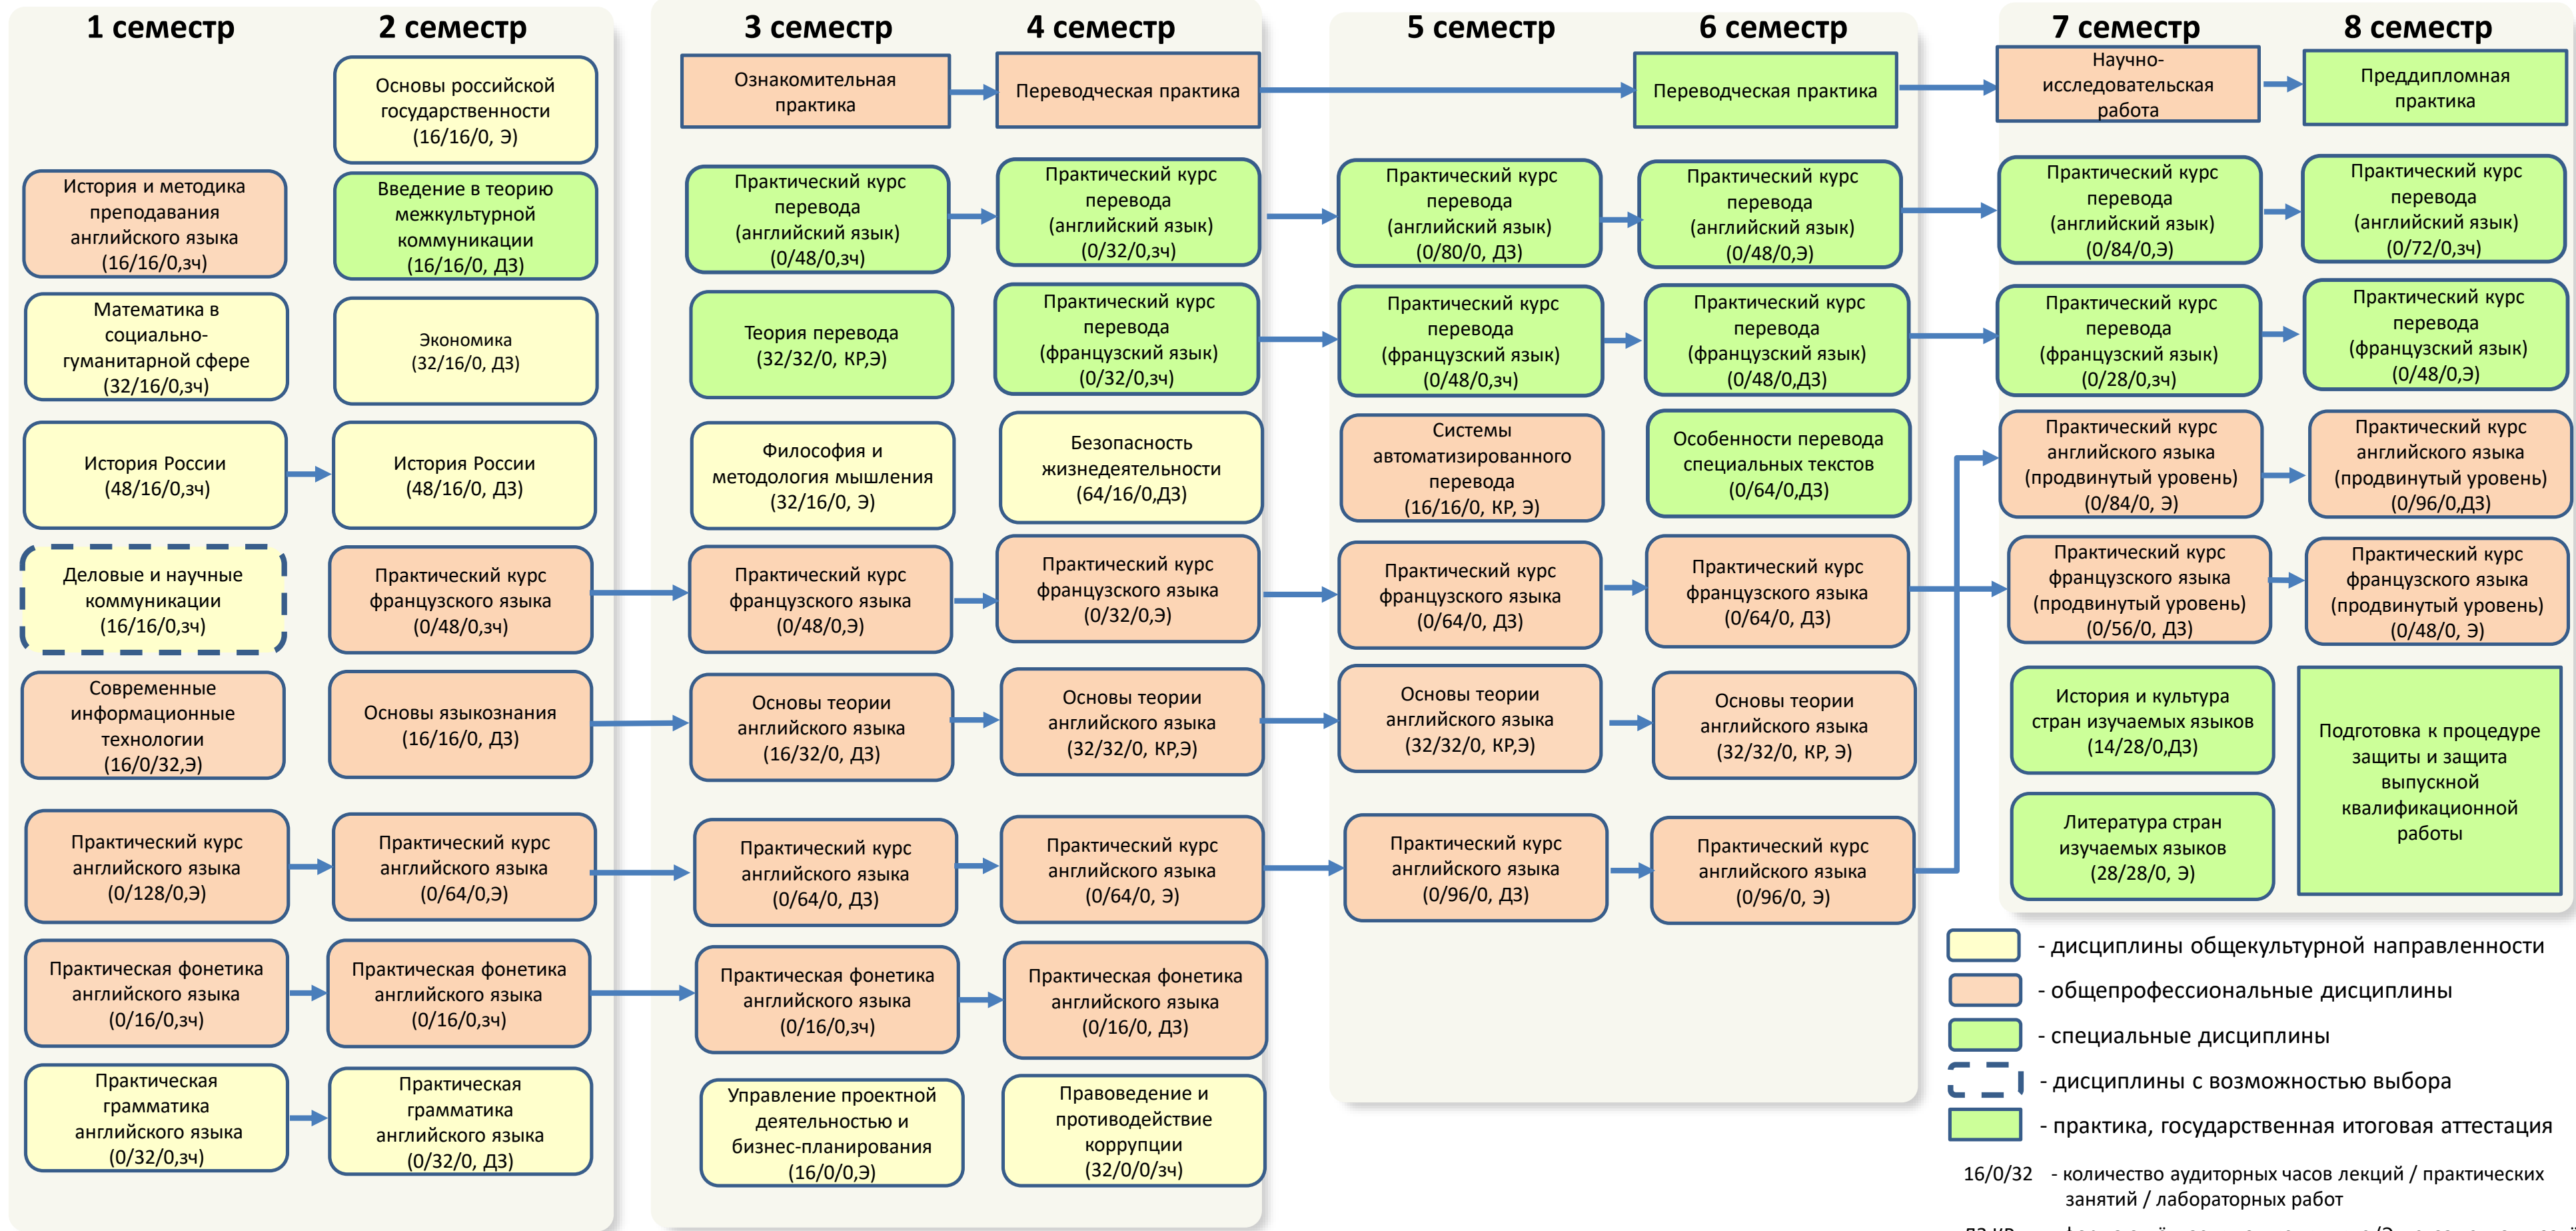 1 семестр
2 семестр
Основы российской
государственности
(16/16/0, Э)
История и методика
преподавания
английского языка
(16/16/0,зч)
Введение в теорию
межкультурной
коммуникации
(16/16/0, ДЗ)
Математика в
социально-
гуманитарной сфере
(32/16/0,зч)
Экономика
(32/16/0, ДЗ)
История России
(48/16/0,зч)
История России
(48/16/0, ДЗ)
Деловые и научные
коммуникации
(16/16/0,зч)
Практический курс
французского языка
(0/48/0,зч)
Современные
информационные
технологии
(16/0/32,Э)
Основы языкознания
(16/16/0, ДЗ)
Практический курс
английского языка
(0/128/0,Э)
Практический курс
английского языка
(0/64/0,Э)
Практическая фонетика
английского языка
(0/16/0,зч)
Практическая фонетика
английского языка
(0/16/0,зч)
Практическая
грамматика
английского языка
(0/32/0,зч)
Практическая
грамматика
английского языка
(0/32/0, ДЗ)
3 семестр
4 семестр
Ознакомительная
практика
Переводческая практика
Практический курс
перевода
(английский язык)
(0/48/0,зч)
Практический курс
перевода
(английский язык)
(0/32/0,зч)
Теория перевода
(32/32/0, КР,Э)
Практический курс
перевода
(французский язык)
(0/32/0,зч)
Философия и
методология мышления
(32/16/0, Э)
Безопасность
жизнедеятельности
(64/16/0,ДЗ)
Практический курс
французского языка
(0/48/0,Э)
Практический курс
французского языка
(0/32/0,Э)
Основы теории
английского языка
(16/32/0, ДЗ)
Основы теории
английского языка
(32/32/0, КР,Э)
Практический курс
английского языка
(0/64/0, ДЗ)
Практический курс
английского языка
(0/64/0, Э)
Практическая фонетика
английского языка
(0/16/0,зч)
Практическая фонетика
английского языка
(0/16/0, ДЗ)
Управление проектной
деятельностью и
бизнес-планирования
(16/0/0,Э)
Правоведение и
противодействие
коррупции
(32/0/0/зч)
5 семестр
6 семестр
Переводческая практика
Практический курс
перевода
(английский язык)
(0/80/0, ДЗ)
Практический курс
перевода
(английский язык)
(0/48/0,Э)
Практический курс
перевода
(французский язык)
(0/48/0,зч)
Практический курс
перевода
(французский язык)
(0/48/0,ДЗ)
Системы
автоматизированного
перевода
(16/16/0, КР, Э)
Особенности перевода
специальных текстов
(0/64/0,ДЗ)
Практический курс
французского языка
(0/64/0, ДЗ)
Практический курс
французского языка
(0/64/0, ДЗ)
Основы теории
английского языка
(32/32/0, КР,Э)
Основы теории
английского языка
(32/32/0, КР, Э)
Практический курс
английского языка
(0/96/0, ДЗ)
Практический курс
английского языка
(0/96/0, Э)
7 семестр
8 семестр
Научно-
исследовательская
работа
Преддипломная
практика
Практический курс
перевода
(английский язык)
(0/84/0,Э)
Практический курс
перевода
(английский язык)
(0/72/0,зч)
Практический курс
перевода
(французский язык)
(0/28/0,зч)
Практический курс
перевода
(французский язык)
(0/48/0,Э)
Практический курс
английского языка
(продвинутый уровень)
(0/84/0, Э)
Практический курс
английского языка
(продвинутый уровень)
(0/96/0,ДЗ)
Практический курс
французского языка
(продвинутый уровень)
(0/56/0, ДЗ)
Практический курс
французского языка
(продвинутый уровень)
(0/48/0, Э)
История и культура
стран изучаемых языков
(14/28/0,ДЗ)
Литература стран
изучаемых языков
(28/28/0, Э)
Подготовка к процедуре
защиты и защита
выпускной
квалификационной
работы
- дисциплины общекультурной направленности
- общепрофессиональные дисциплины
- специальные дисциплины
- дисциплины с возможностью выбора
- практика, государственная итоговая аттестация
16/0/32 - количество аудиторных часов лекций / практических
занятий / лабораторных работ